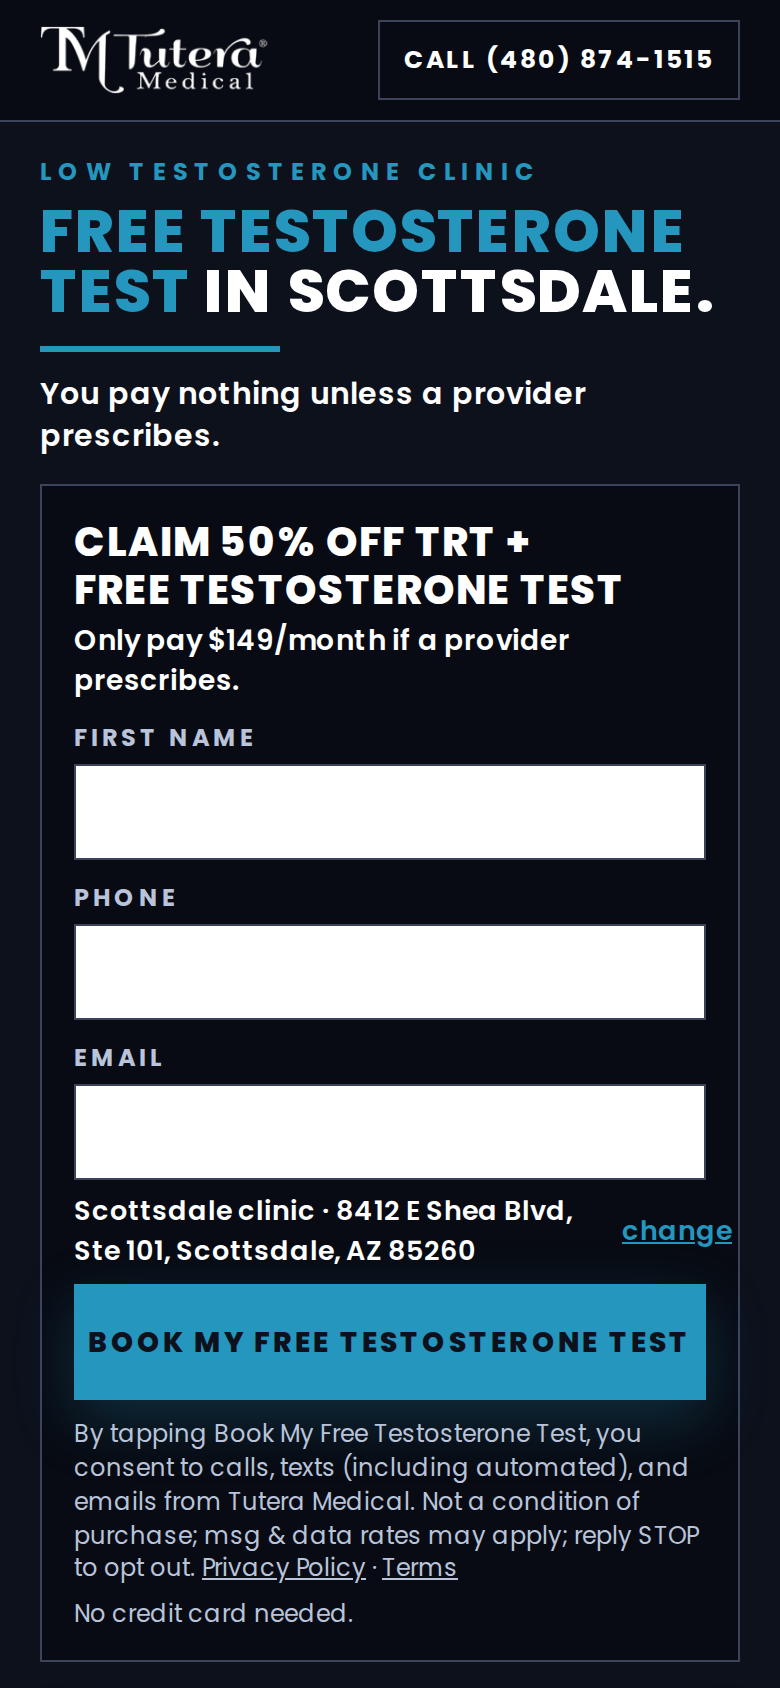 TM Tutera®
Medical
CALL (480) 874-1515
LOW TESTOSTERONE CLINIC
FREE TESTOSTERONE
TEST IN SCOTTSDALE.
You pay nothing unless a provider
prescribes.
CLAIM 50% OFF TRT +
FREE TESTOSTERONE TEST
Only pay $149/month if a provider
prescribes.
FIRST NAME
PHONE
EMAIL
Scottsdale clinic · 8412 E Shea Blvd,
Ste 101, Scottsdale, AZ 85260
change
BOOK MY FREE TESTOSTERONE TEST
By tapping Book My Free Testosterone Test, you
consent to calls, texts (including automated), and
emails from Tutera Medical. Not a condition of
purchase; msg & data rates may apply; reply STOP
to opt out. Privacy Policy · Terms
No credit card needed.